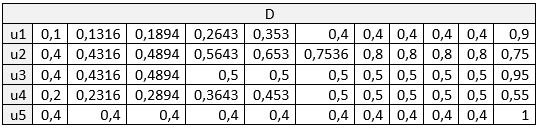 D
u1 0,1 0,1316 0,1894 0,2643 0,353 0,4 0,4 0,4 0,4 0,4 0,9
u2 0,4 0,4316 0,4894 0,5643 0,653 0,7536 0,8 0,8 0,8 0,8 0,75
u3 0,4 0,4316 0,4894 0,5 0,5 0,5 0,5 0,5 0,5 0,5 0,95
u4 0,2 0,2316 0,2894 0,3643 0,453 0,5 0,5 0,5 0,5 0,5 0,55
u5 0,4 0,4 0,4 0,4 0,4 0,4 0,4 0,4 0,4 0,4 1